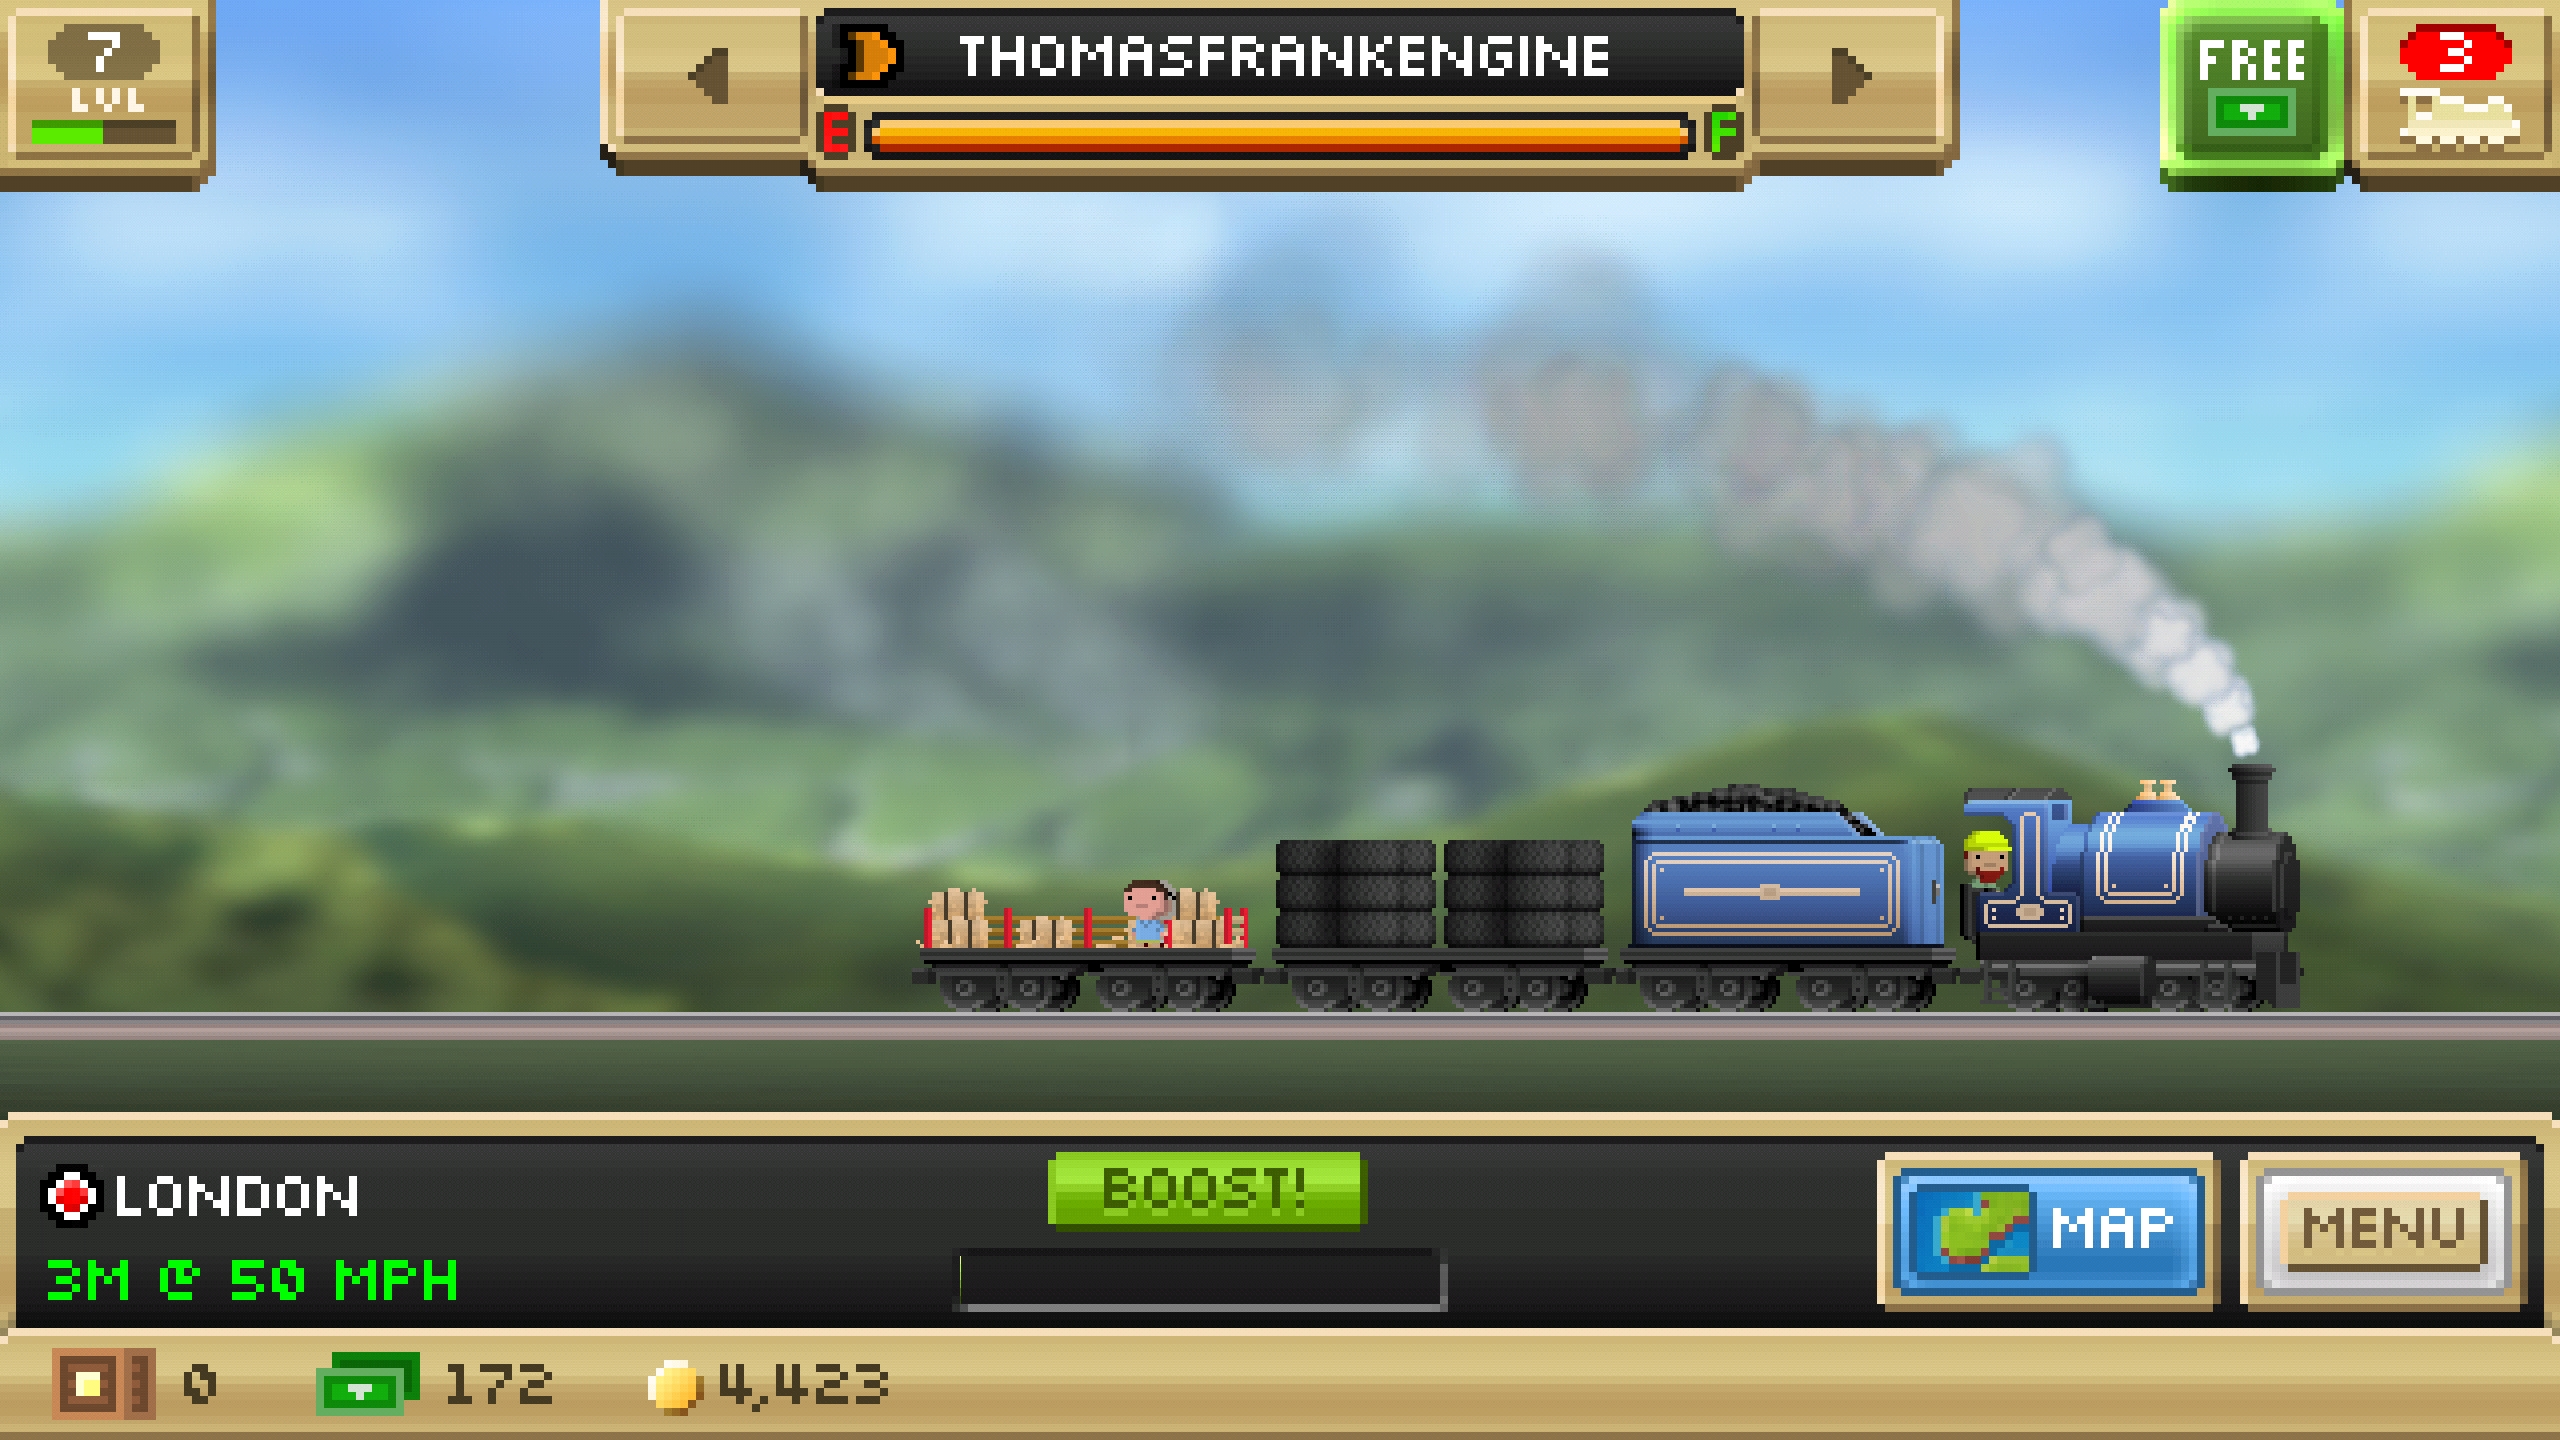 7
LVL
THOMASFRANKENGINE
E F
FREE
3
LONDON
3M @ 50 MPH
BOOST!
MAP
MENU
0 172 4,423